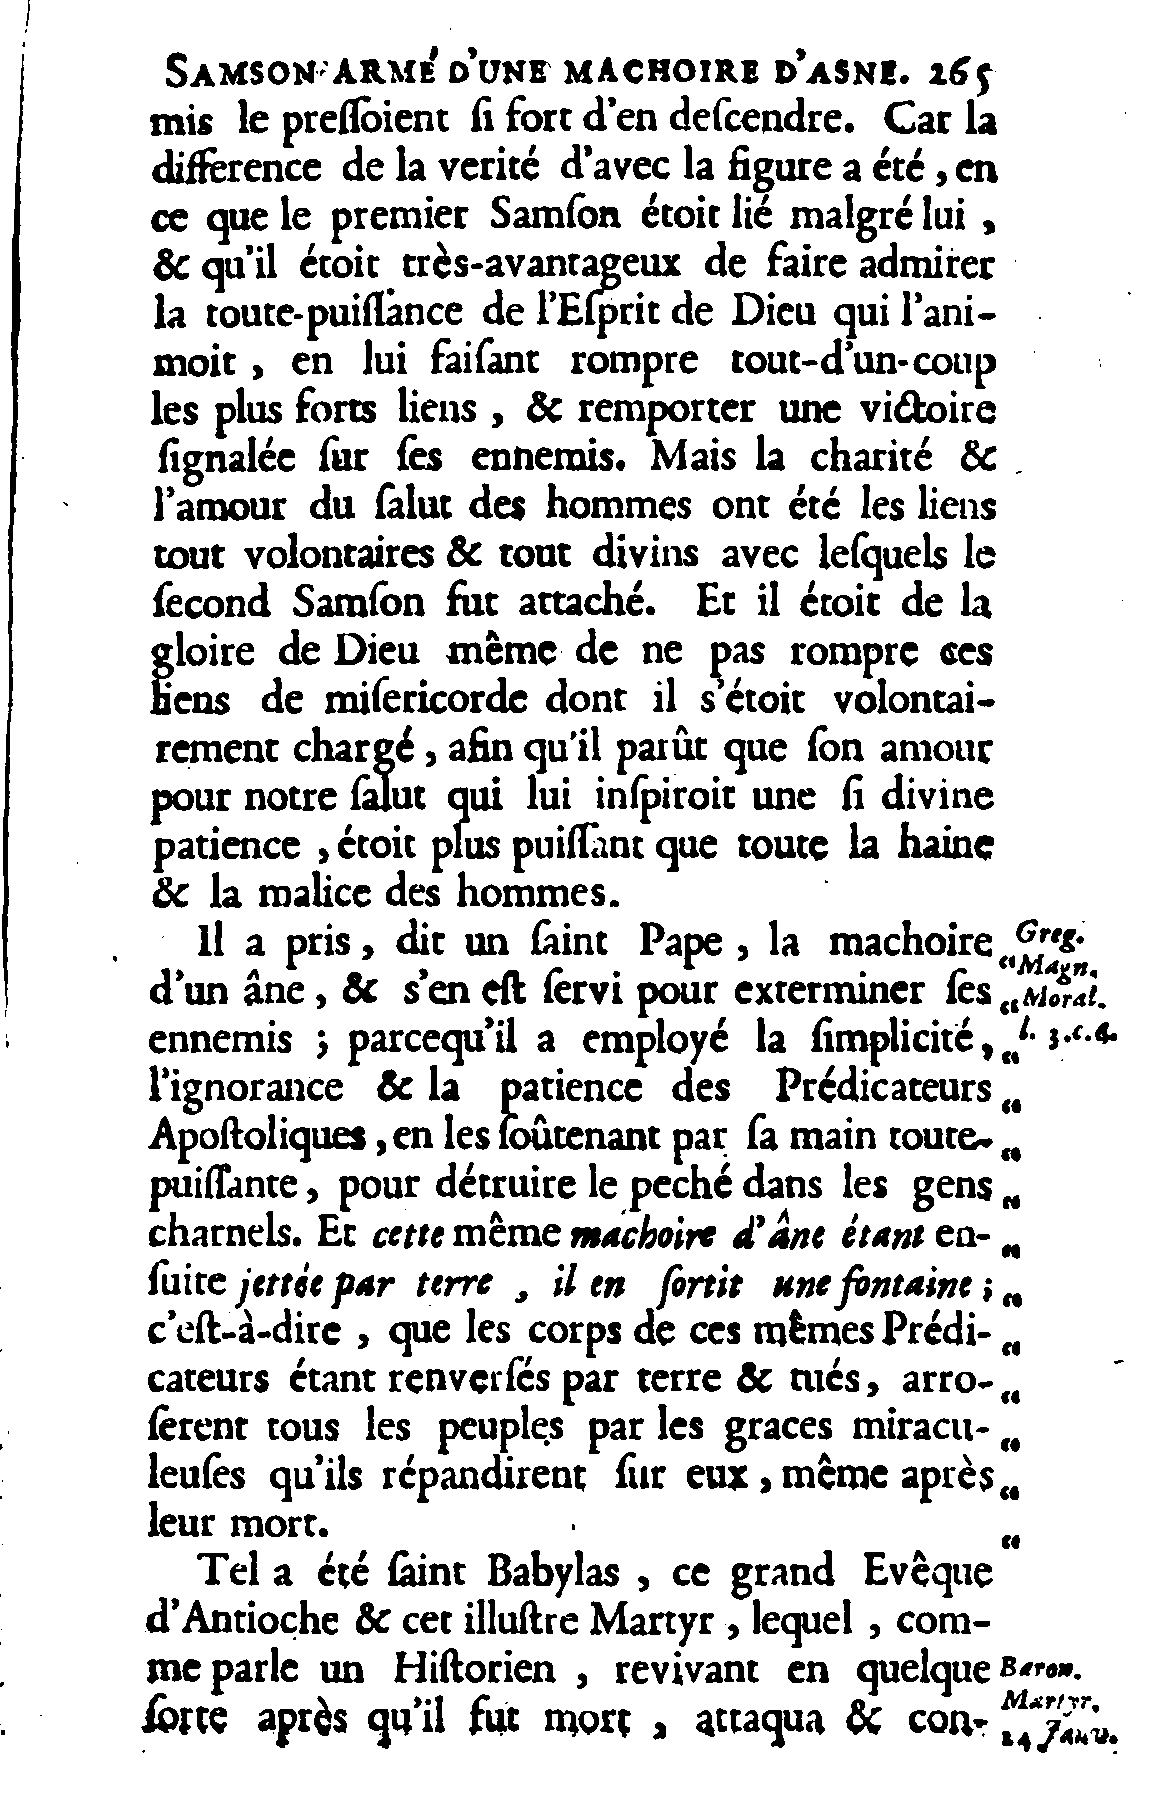 SAMSON ARMÉ D'UNE MACHOIRE D'ASNE. 265
mis le preſſoient ſi fort d'en deſcendre. Car la
difference de la verité d'avec la figure a été, en
ce que le premier Samſon étoit lié malgré lui,
& qu'il étoit très-avantageux de faire admirer
la toute-puiſſance de l'Eſprit de Dieu qui l'ani-
moit, en lui faiſant rompre tout-d'un-coup
les plus forts liens, & remporter une victoire
ſignalée ſur ſes ennemis. Mais la charité &
l'amour du ſalut des hommes ont été les liens
tout volontaires & tout divins avec leſquels le
ſecond Samſon fut attaché. Et il étoit de la
gloire de Dieu même de ne pas rompre ces
liens de miſericorde dont il s'étoit volontai-
rement chargé, afin qu'il parût que ſon amour
pour notre ſalut qui lui inſpiroit une ſi divine
patience, étoit plus puiſſant que toute la haine
& la malice des hommes.
Il a pris, dit un ſaint Pape, la machoire Greg.
“ Magn.
d'un âne, & s'en eſt ſervi pour exterminer ſes “ Moral.
ennemis ; parcequ'il a employé la ſimplicité, “ l. 3. c. 4.
l'ignorance & la patience des Prédicateurs “
Apoſtoliques, en les ſoûtenant par ſa main toute- “
puiſſante, pour détruire le peché dans les gens “
charnels. Et cette même machoire d'âne étant en- “
ſuite jettée par terre, il en ſortit une fontaine ; “
c'eſt-à-dire, que les corps de ces mêmes Prédi- “
cateurs étant renverſés par terre & tués, arro- “
ſerent tous les peuples par les graces miracu- “
leuſes qu'ils répandirent ſur eux, même après “
leur mort. “
Tel a été ſaint Babylas, ce grand Evêque
d'Antioche & cet illuſtre Martyr, lequel, com-
me parle un Hiſtorien, revivant en quelque Baron.
Martyr.
ſorte après qu'il fut mort, attaqua & con- 24 Janv.